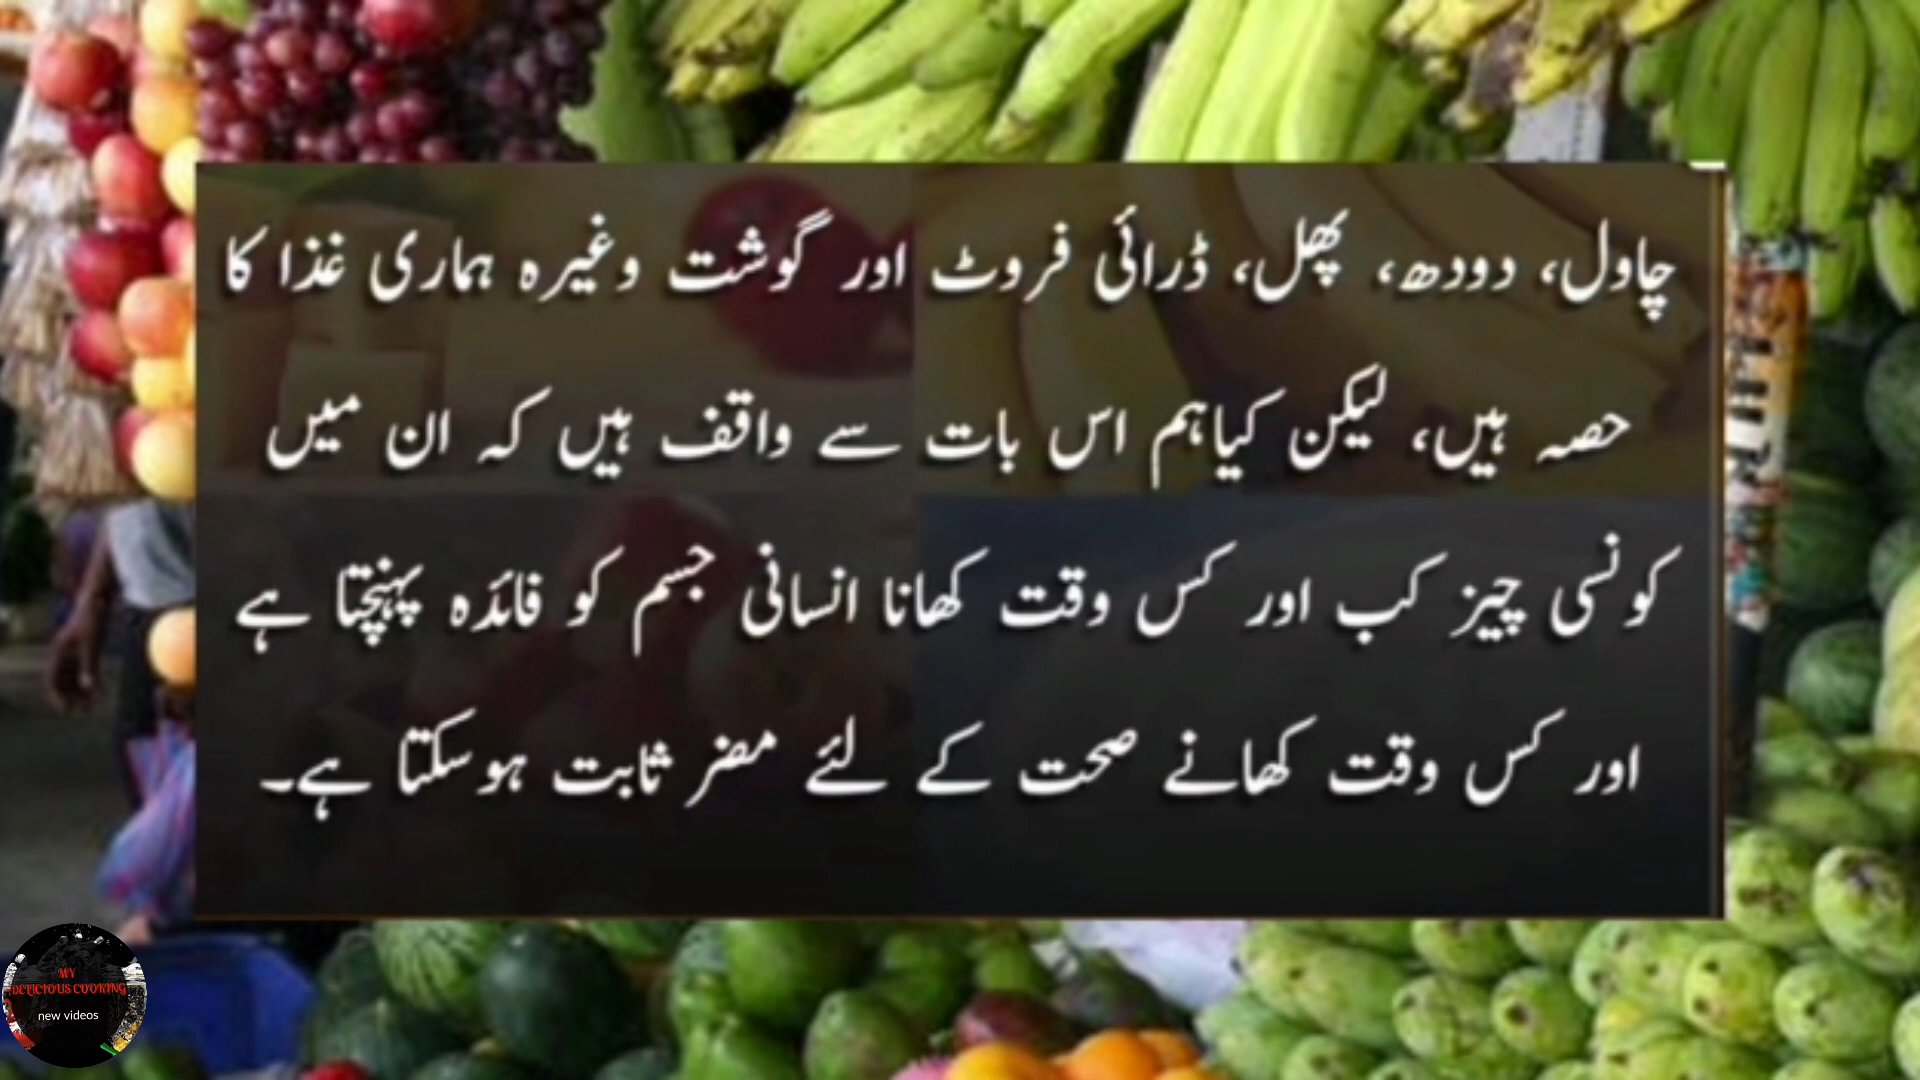 چاول، دودھ، پھل، ڈرائی فروٹ اور گوشت وغیرہ ہماری غذا کا
حصہ ہیں، لیکن کیاہم اس بات سے واقف ہیں کہ ان میں
کونسی چیز کب اور کس وقت کھانا انسانی جسم کو فائدہ پہنچتا ہے
اور کس وقت کھانے صحت کے لئے مضر ثابت ہوسکتا ہے۔
MY
DELICIOUS COOKING
new videos